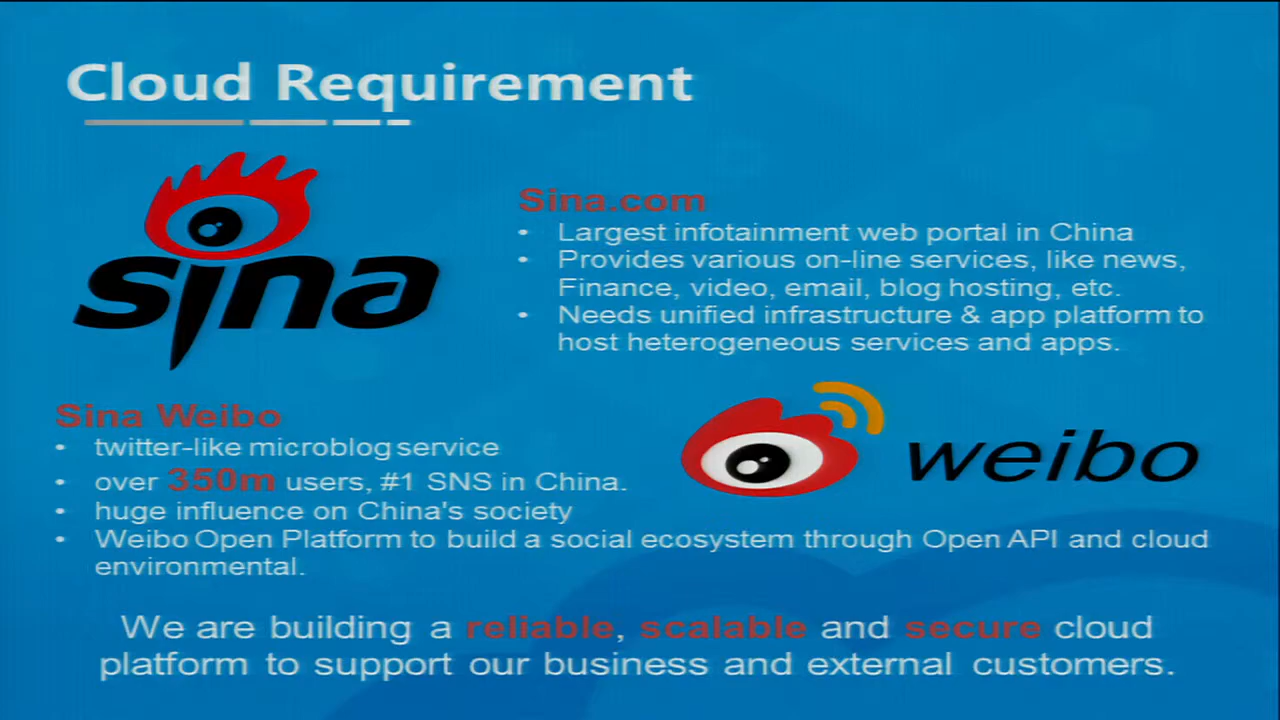 Cloud Requirement
sina
Sina.com
• Largest infotainment web portal in China
• Provides various on-line services, like news,
Finance, video, email, blog hosting, etc.
• Needs unified infrastructure & app platform to
host heterogeneous services and apps.
Sina Weibo
• twitter-like microblog service
• over 350m users, #1 SNS in China.
• huge influence on China's society
• Weibo Open Platform to build a social ecosystem through Open API and cloud
environmental.
weibo
We are building a reliable, scalable and secure cloud
platform to support our business and external customers.